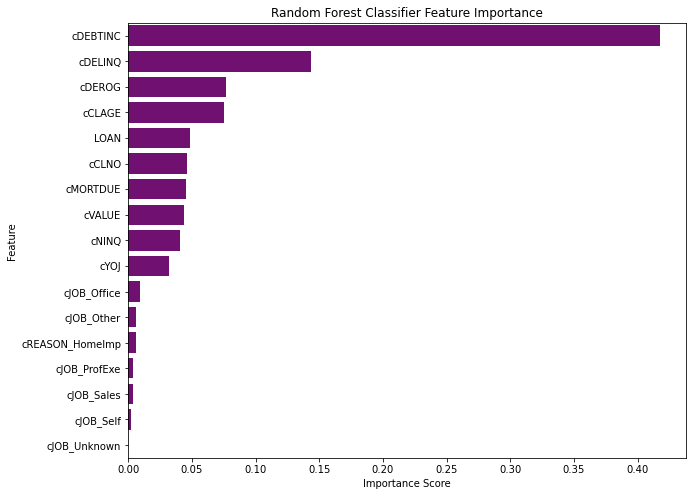 Random Forest Classifier Feature Importance
cDEBTINC
cDELINQ
cDEROG
cCLAGE
LOAN
cCLNO
cMORTDUE
cVALUE
cNINQ
cYOJ
cJOB_Office
cJOB_Other
cREASON_HomeImp
cJOB_ProfExe
cJOB_Sales
cJOB_Self
cJOB_Unknown
Feature
0.00 0.05 0.10 0.15 0.20 0.25 0.30 0.35 0.40
Importance Score